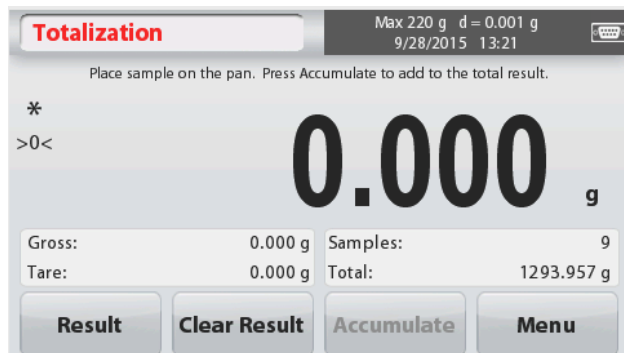 Totalization
Max 220 g d = 0.001 g
9/28/2015 13:21
Place sample on the pan. Press Accumulate to add to the total result.
*
>0<
0.000 g
Gross: 0.000 g Samples: 9
Tare: 0.000 g Total: 1293.957 g
Result Clear Result Accumulate Menu